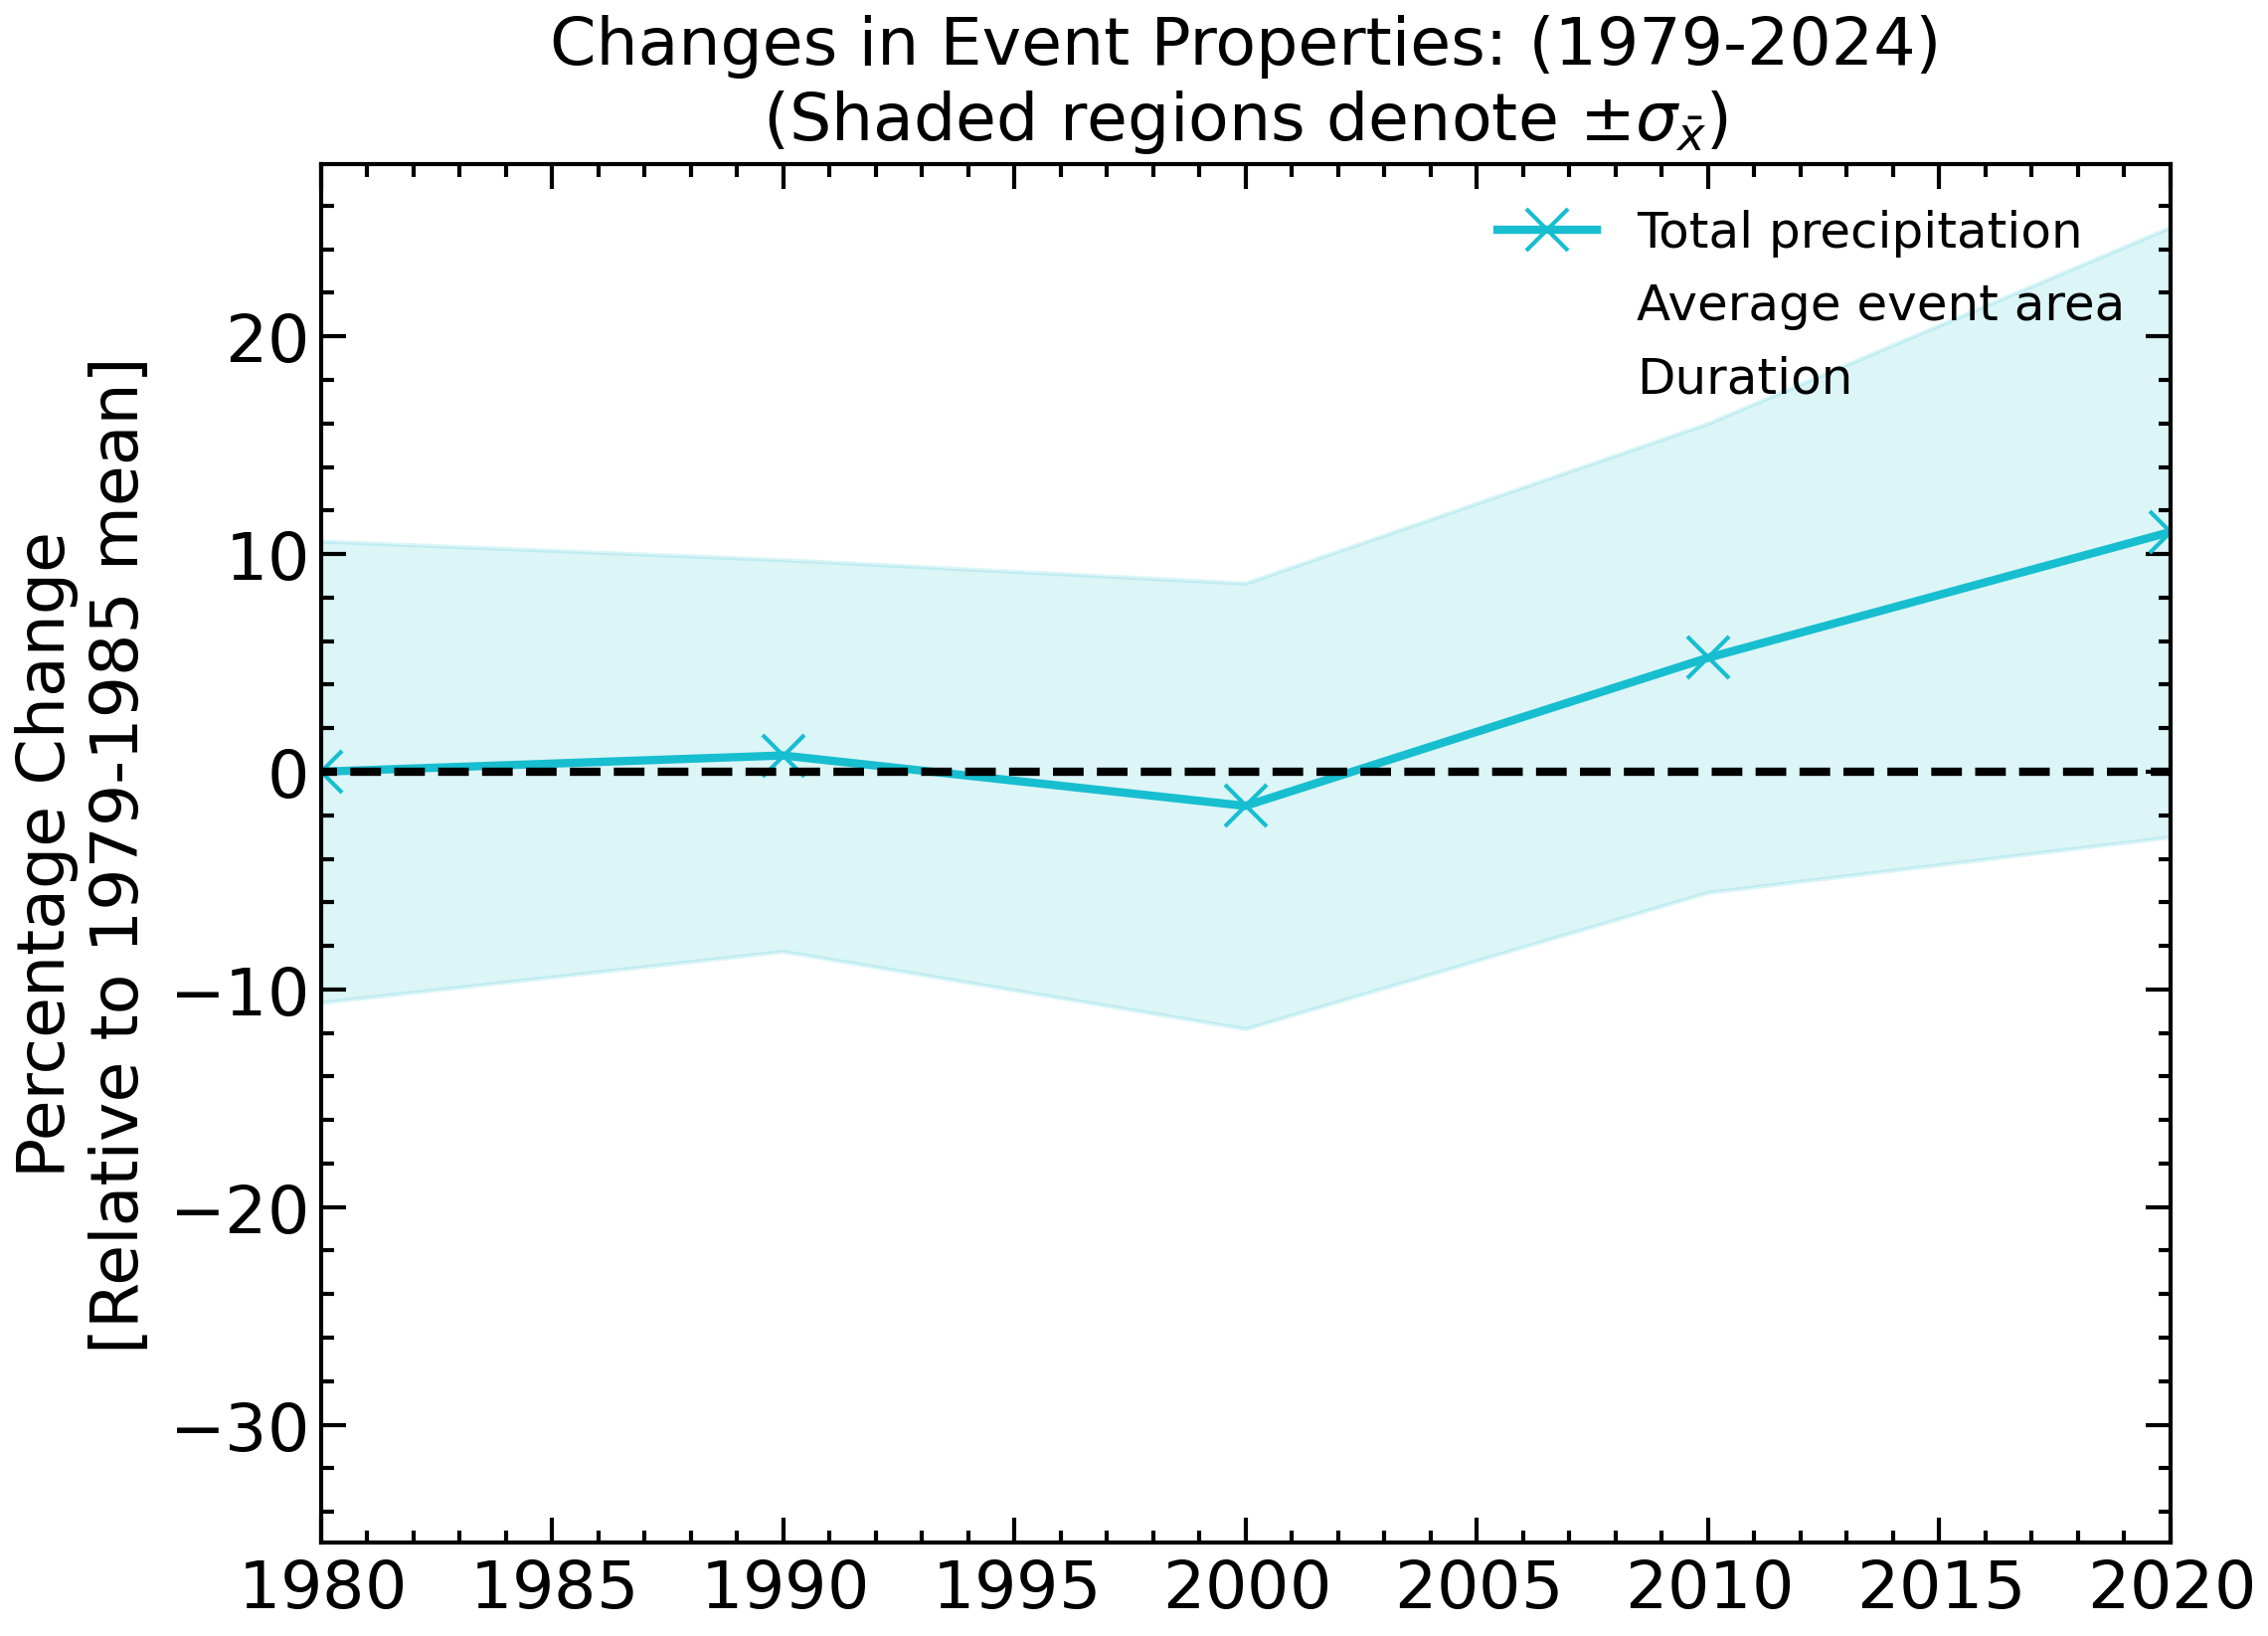 Changes in Event Properties: (1979-2024)
(Shaded regions denote ±σx̄)
Total precipitation
Average event area
Duration
Percentage Change
[Relative to 1979-1985 mean]
20
10
0
−10
−20
−30
1980 1985 1990 1995 2000 2005 2010 2015 2020